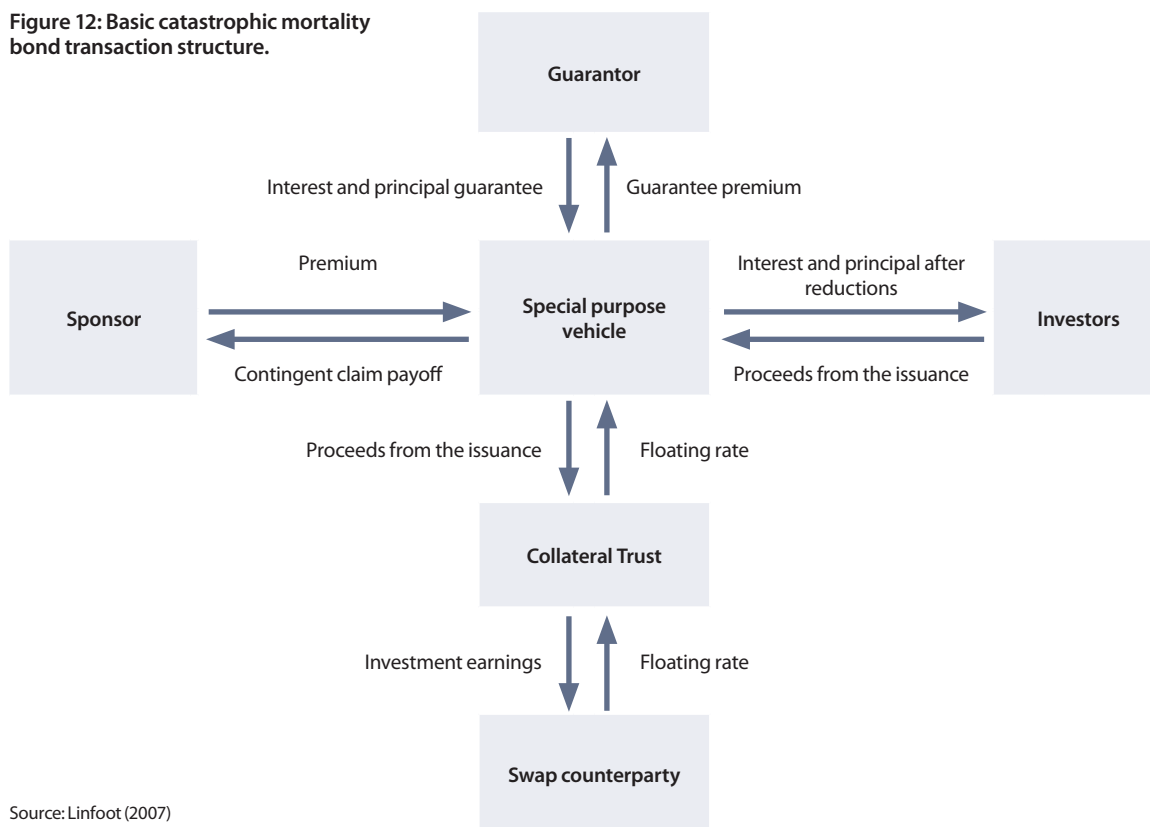 Figure 12: Basic catastrophic mortality
bond transaction structure.
Guarantor
Interest and principal guarantee
Guarantee premium
Sponsor
Premium
Contingent claim payoff
Special purpose
vehicle
Interest and principal after
reductions
Proceeds from the issuance
Investors
Proceeds from the issuance
Floating rate
Collateral Trust
Investment earnings
Floating rate
Swap counterparty
Source: Linfoot (2007)